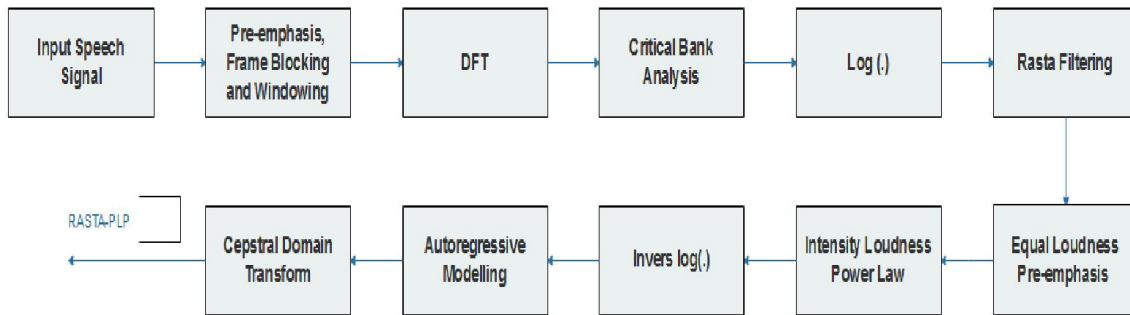 Input Speech
Signal
Pre-emphasis,
Frame Blocking
and Windowing
DFT
Critical Bank
Analysis
Log (.)
Rasta Filtering
Equal Loudness
Pre-emphasis
Intensity Loudness
Power Law
Invers log(.)
Autoregressive
Modelling
Cepstral Domain
Transform
RASTA-PLP